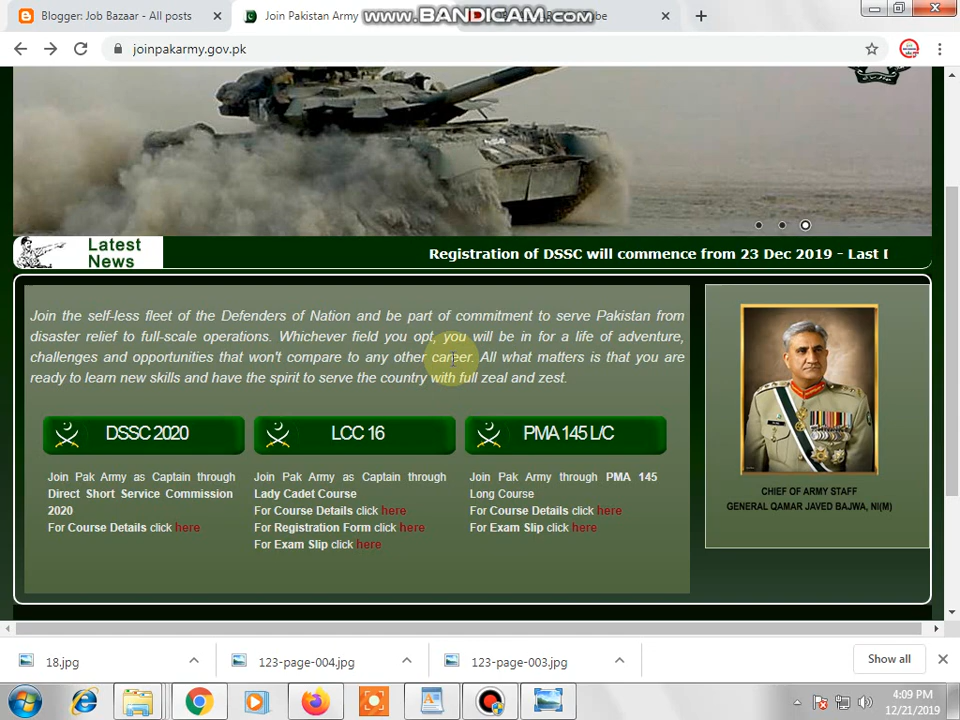 Blogger: Job Bazaar - All posts
Join Pakistan Army
www.BANDICAM.com
be
joinpakarmy.gov.pk
Latest
News
Registration of DSSC will commence from 23 Dec 2019 - Last
Join the self-less fleet of the Defenders of Nation and be part of commitment to serve Pakistan from
disaster relief to full-scale operations. Whichever field you opt, you will be in for a life of adventure,
challenges and opportunities that won't compare to any other career. All what matters is that you are
ready to learn new skills and have the spirit to serve the country with full zeal and zest.
DSSC 2020
Join Pak Army as Captain through
Direct Short Service Commission
2020
For Course Details click here
LCC 16
Join Pak Army as Captain through
Lady Cadet Course
For Course Details click here
For Registration Form click here
For Exam Slip click here
PMA 145 L/C
Join Pak Army through PMA 145
Long Course
For Course Details click here
For Exam Slip click here
CHIEF OF ARMY STAFF
GENERAL QAMAR JAVED BAJWA, NI(M)
18.jpg
123-page-004.jpg
123-page-003.jpg
Show all
4:09 PM
12/21/2019